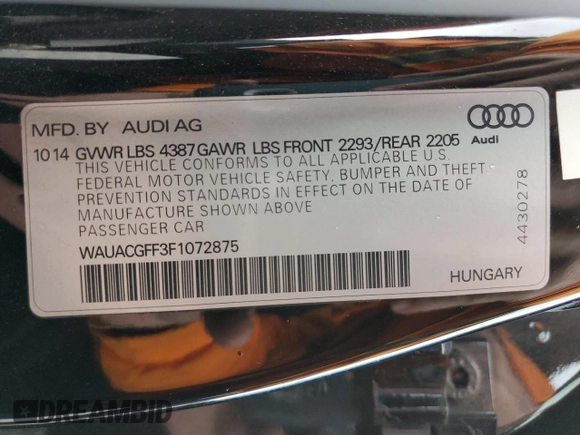 MFD. BY AUDI AG
Audi
10 14 GVWR LBS 4387 GAWR LBS FRONT 2293/REAR 2205
THIS VEHICLE CONFORMS TO ALL APPLICABLE U.S.
FEDERAL MOTOR VEHICLE SAFETY, BUMPER AND THEFT-
PREVENTION STANDARDS IN EFFECT ON THE DATE OF
MANUFACTURE SHOWN ABOVE
PASSENGER CAR
WAUACGFF3F1072875
HUNGARY
4430278
DREAMBID